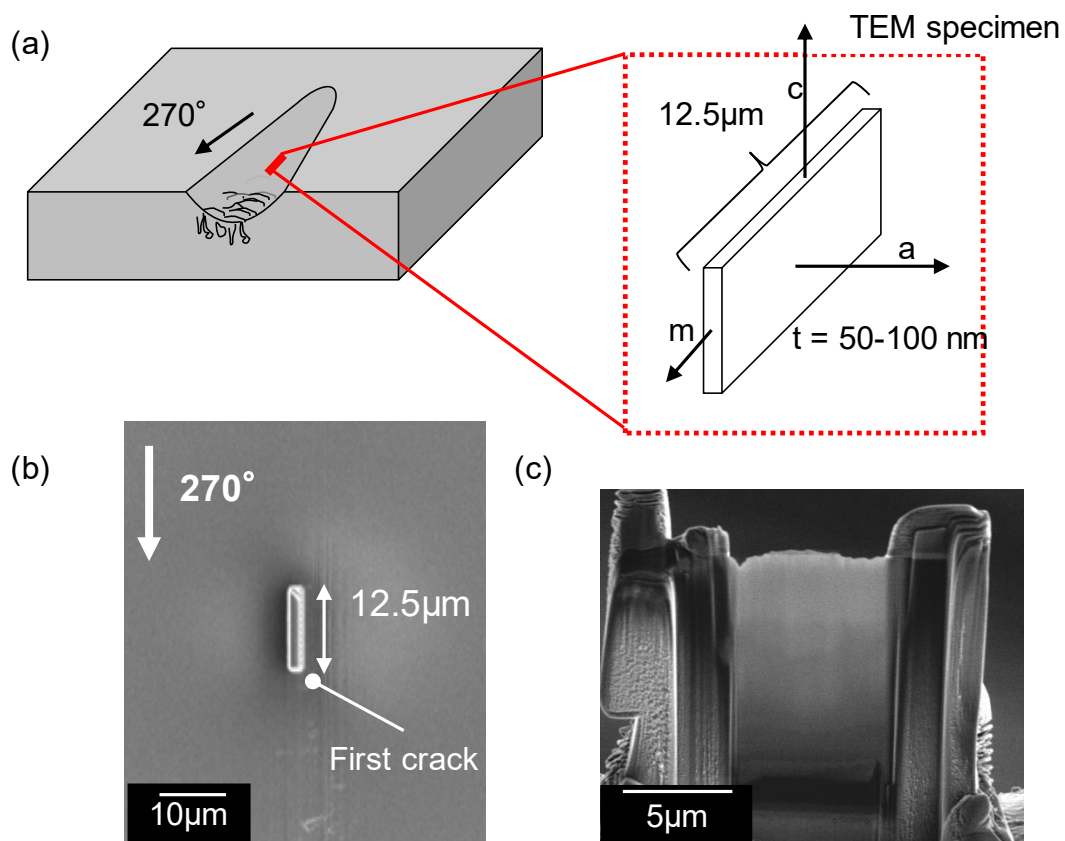 (a)
270°
TEM specimen
c
12.5μm
a
m
t = 50-100 nm
(b)
270°
12.5μm
First crack
10μm
(c)
5μm